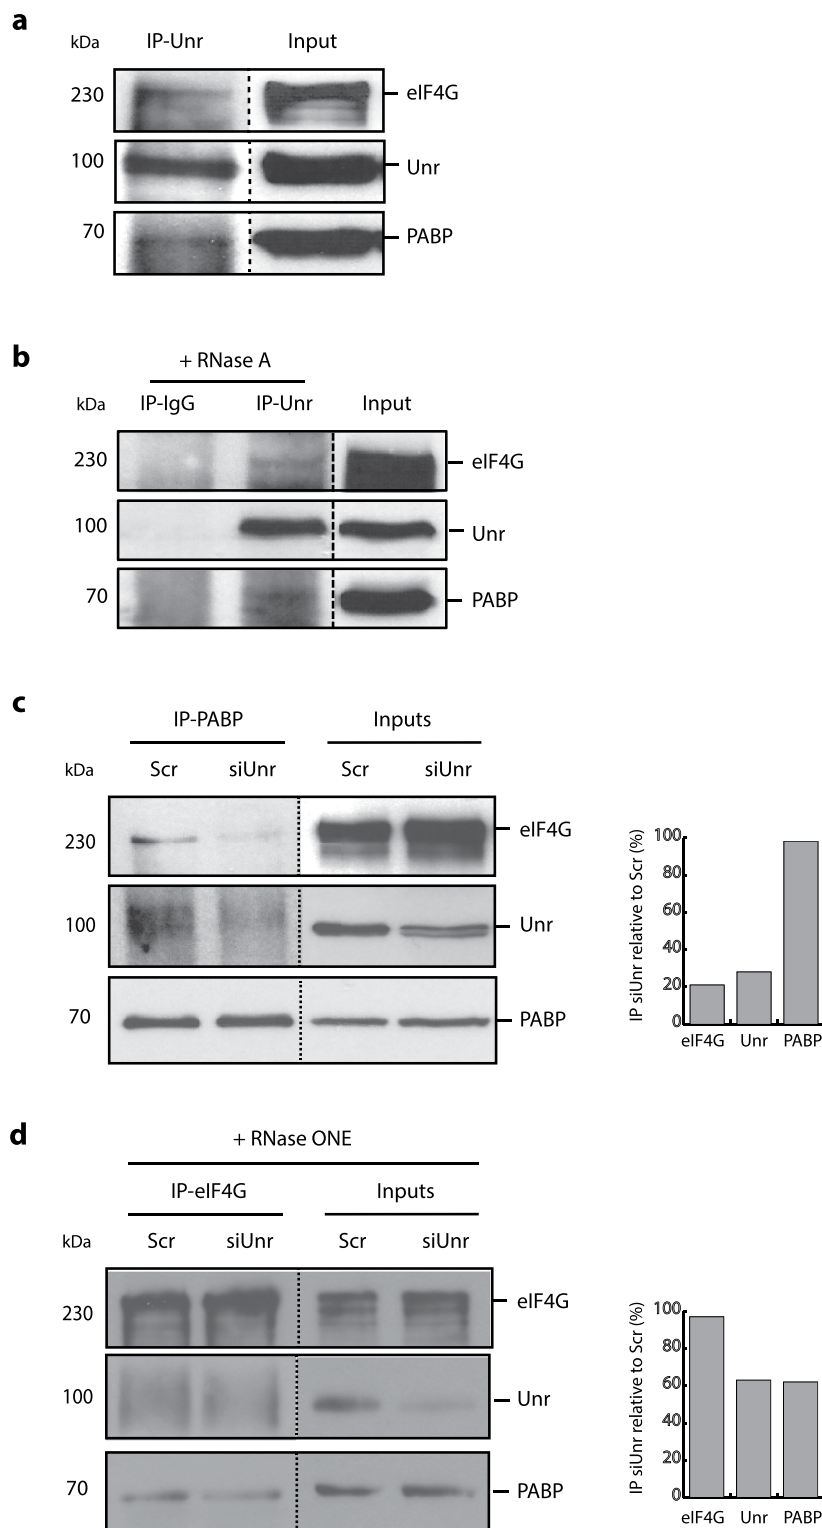 a
kDa IP-Unr Input
230 eIF4G
100 Unr
70 PABP
b
+ RNase A
kDa IP-IgG IP-Unr Input
230 eIF4G
100 Unr
70 PABP
c
IP-PABP Inputs
kDa Scr siUnr Scr siUnr
230 eIF4G
100 Unr
70 PABP
IP siUnr relative to Scr (%)
100
80
60
40
20
0
eIF4G Unr PABP
d
+ RNase ONE
IP-eIF4G Inputs
kDa Scr siUnr Scr siUnr
230 eIF4G
100 Unr
70 PABP
IP siUnr relative to Scr (%)
100
80
60
40
20
0
eIF4G Unr PABP